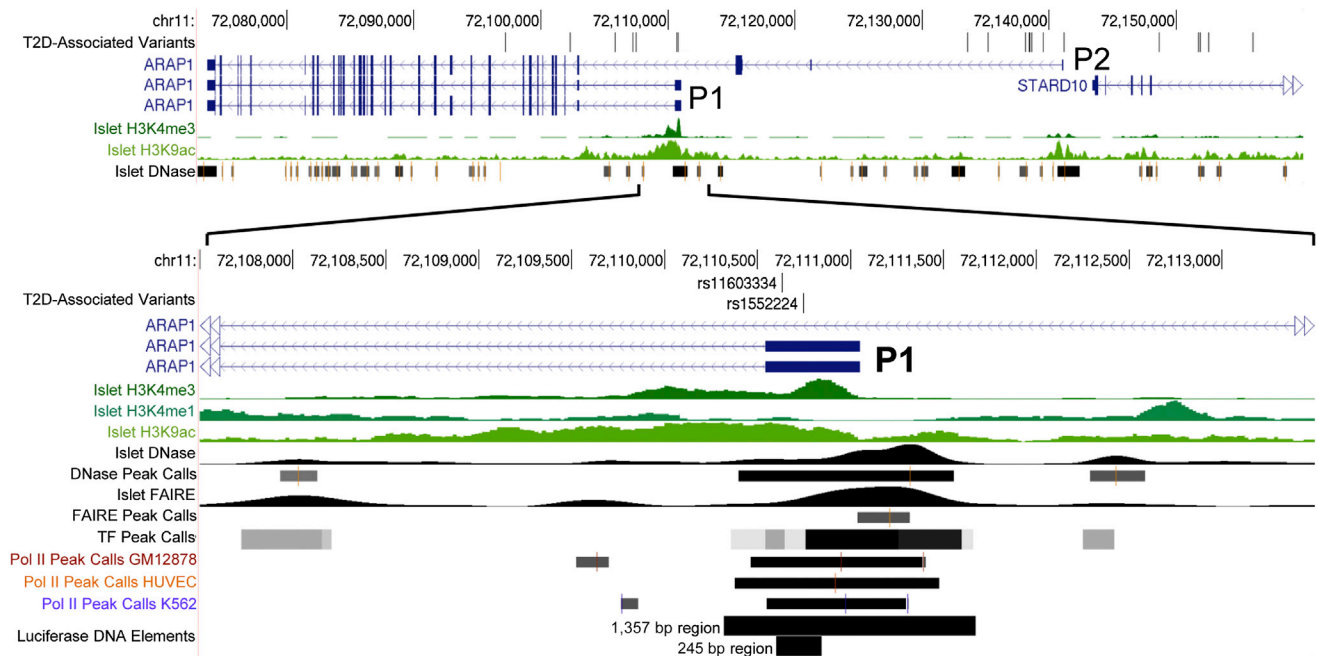 chr11: 72,080,000 72,090,000 72,100,000 72,110,000 72,120,000 72,130,000 72,140,000 72,150,000
T2D-Associated Variants
ARAP1 P2
ARAP1 STARD10
ARAP1 P1
Islet H3K4me3
Islet H3K9ac
Islet DNase
chr11: 72,108,000 72,108,500 72,109,000 72,109,500 72,110,000 72,110,500 72,111,000 72,111,500 72,112,000 72,112,500 72,113,000
rs11603334
T2D-Associated Variants rs1552224
ARAP1
ARAP1 P1
ARAP1
Islet H3K4me3
Islet H3K4me1
Islet H3K9ac
Islet DNase
DNase Peak Calls
Islet FAIRE
FAIRE Peak Calls
TF Peak Calls
Pol II Peak Calls GM12878
Pol II Peak Calls HUVEC
Pol II Peak Calls K562
1,357 bp region
Luciferase DNA Elements
245 bp region